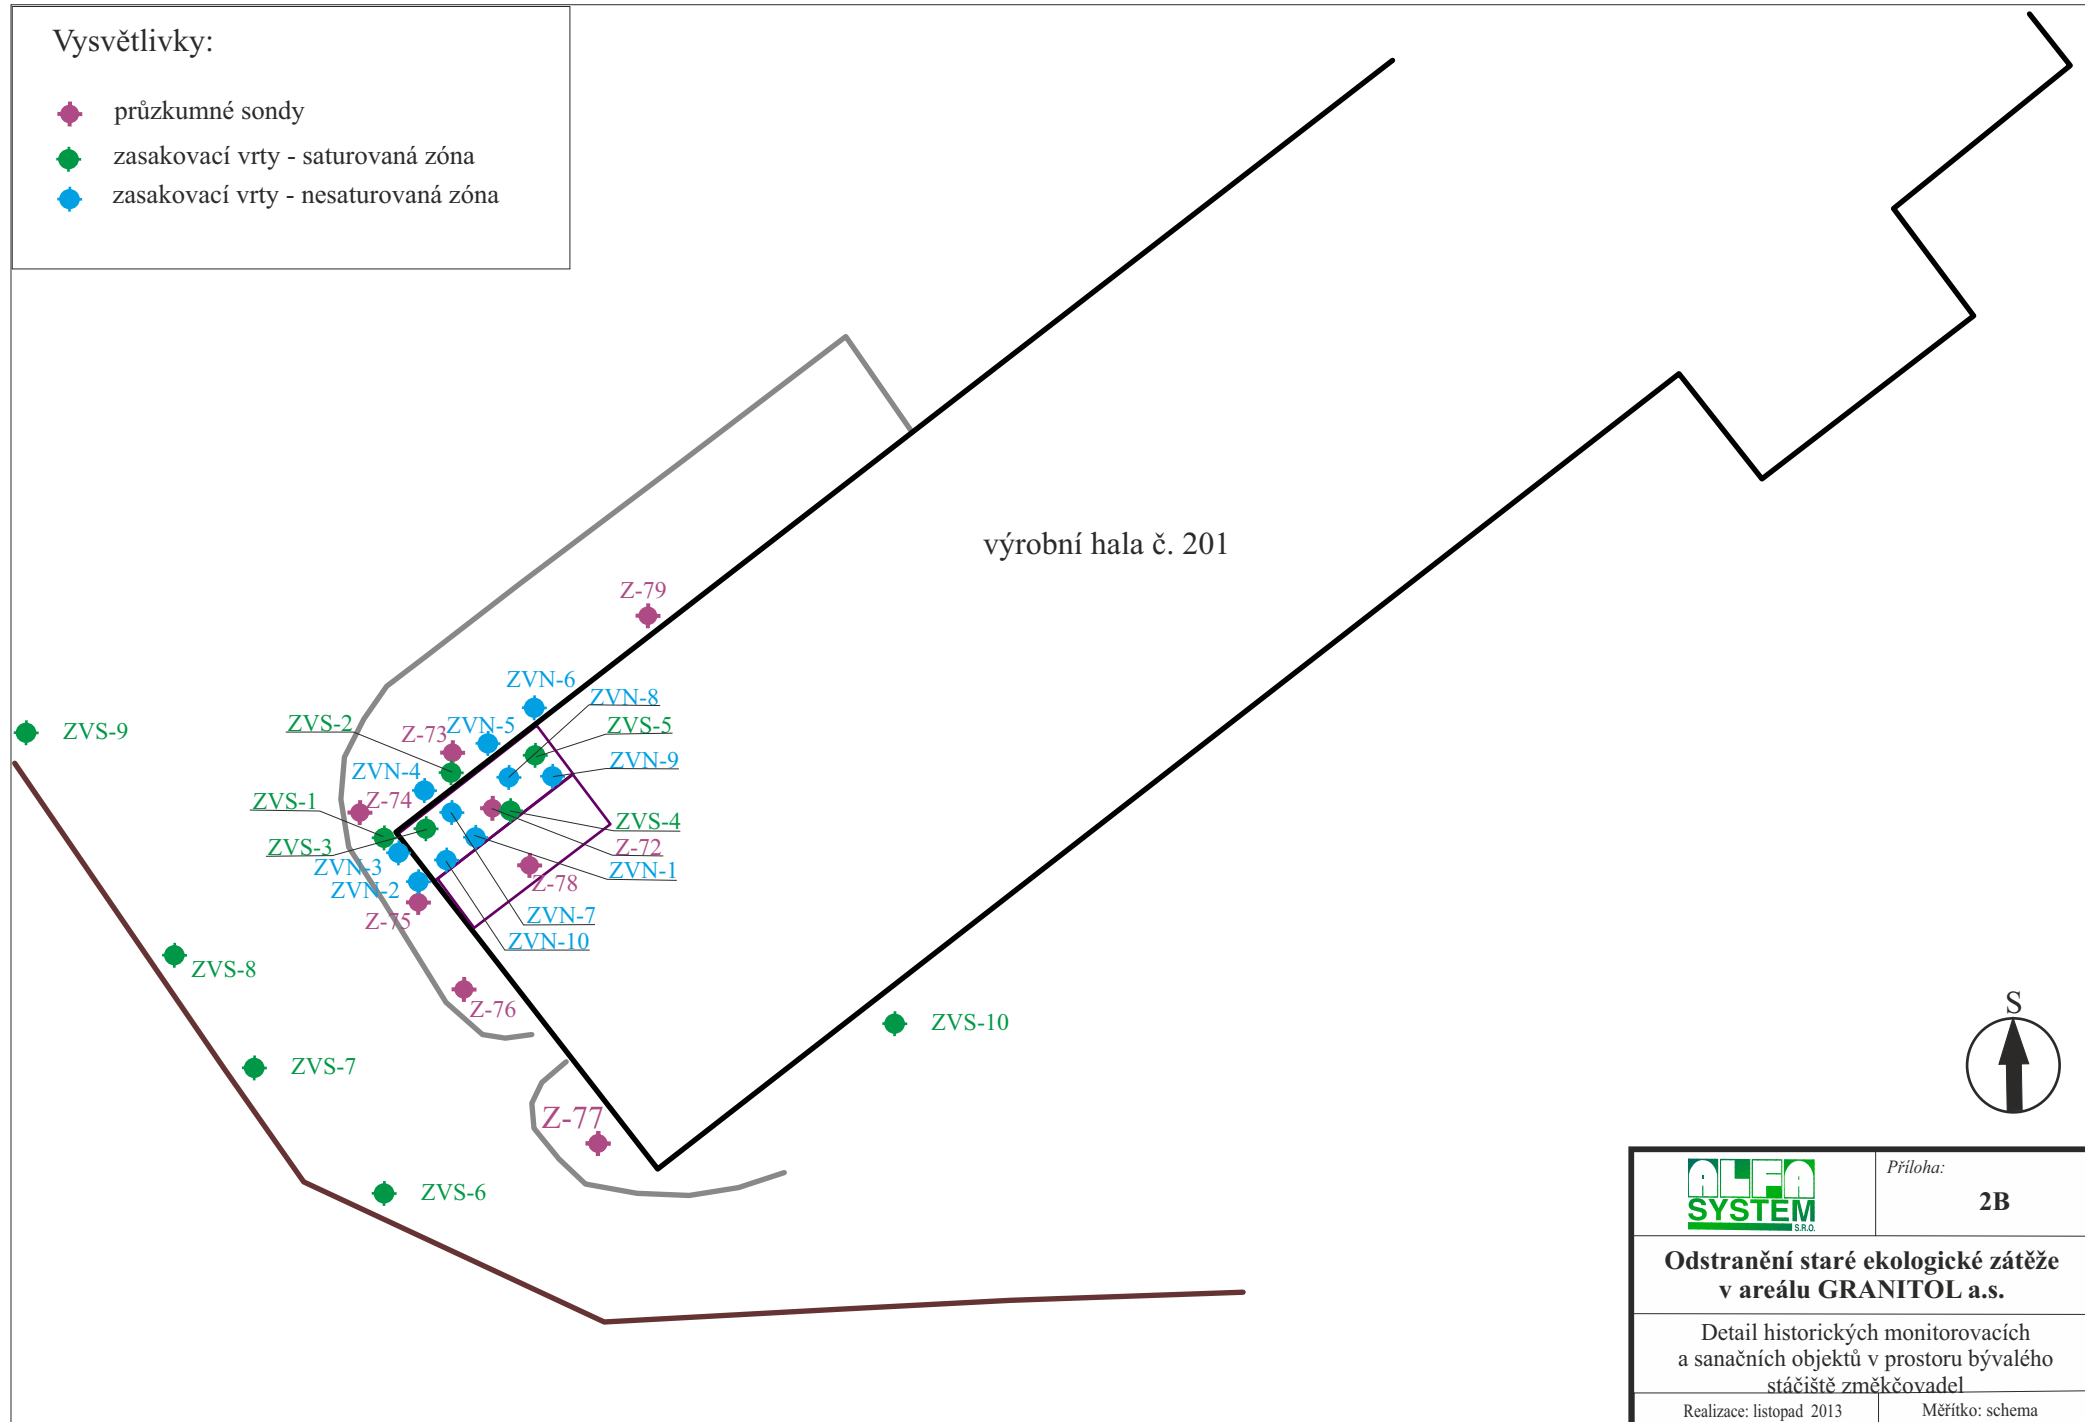 Vysvětlivky:
průzkumné sondy
zasakovací vrty - saturovaná zóna
zasakovací vrty - nesaturovaná zóna
výrobní hala č. 201
Z-79
ZVN-6
ZVN-8
ZVS-2
ZVS-5
Z-73
ZVN-5
ZVS-9
ZVN-9
ZVN-4
ZVS-1
Z-74
ZVS-4
ZVS-3
Z-72
ZVN-3
ZVN-1
ZVN-2
Z-78
Z-75
ZVN-7
ZVN-10
ZVS-8
Z-76
ZVS-10
ZVS-7
Z-77
ZVS-6
S
ALFA
SYSTEM
S.R.O.
Příloha:
2B
Odstranění staré ekologické zátěže
v areálu GRANITOL a.s.
Detail historických monitorovacích
a sanačních objektů v prostoru bývalého
stáčiště změkčovadel
Realizace: listopad 2013
Měřítko: schema